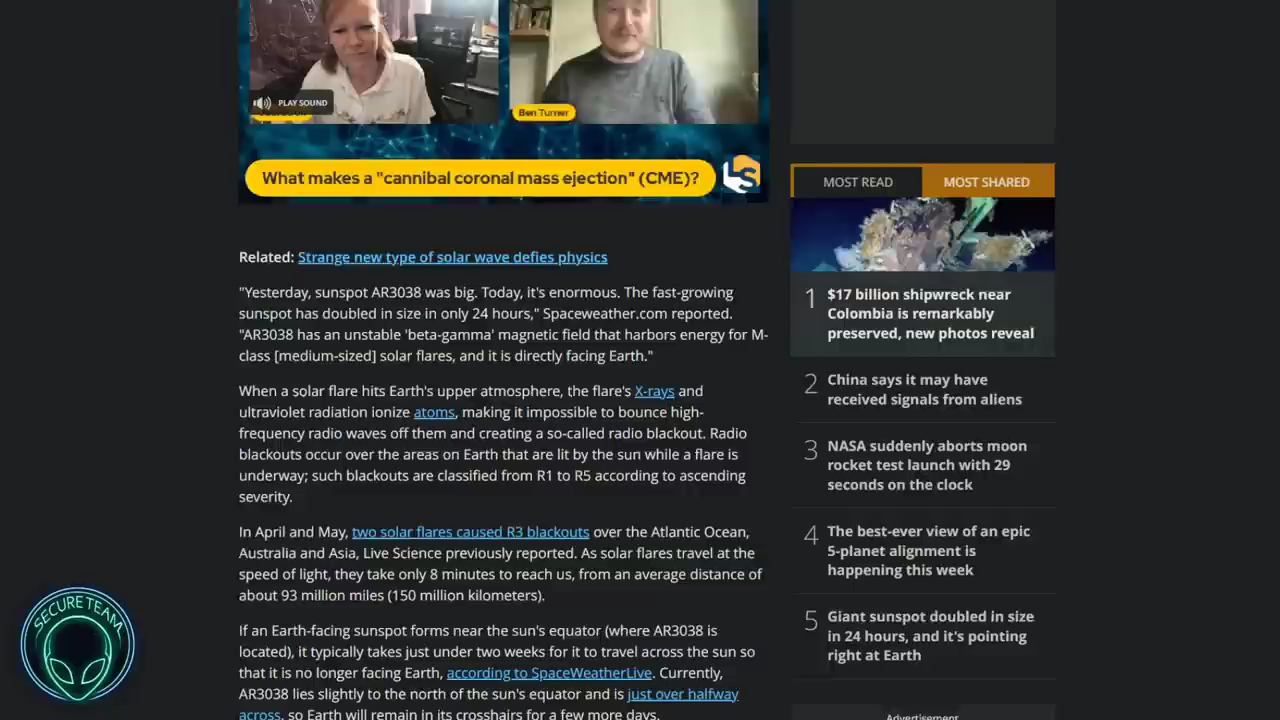 PLAY SOUND
Ben Turner
What makes a "cannibal coronal mass ejection" (CME)?
LS
Related: Strange new type of solar wave defies physics
"Yesterday, sunspot AR3038 was big. Today, it's enormous. The fast-growing
sunspot has doubled in size in only 24 hours," Spaceweather.com reported.
"AR3038 has an unstable 'beta-gamma' magnetic field that harbors energy for M-
class [medium-sized] solar flares, and it is directly facing Earth."
When a solar flare hits Earth's upper atmosphere, the flare's X-rays and
ultraviolet radiation ionize atoms, making it impossible to bounce high-
frequency radio waves off them and creating a so-called radio blackout. Radio
blackouts occur over the areas on Earth that are lit by the sun while a flare is
underway; such blackouts are classified from R1 to R5 according to ascending
severity.
In April and May, two solar flares caused R3 blackouts over the Atlantic Ocean,
Australia and Asia, Live Science previously reported. As solar flares travel at the
speed of light, they take only 8 minutes to reach us, from an average distance of
about 93 million miles (150 million kilometers).
If an Earth-facing sunspot forms near the sun's equator (where AR3038 is
located), it typically takes just under two weeks for it to travel across the sun so
that it is no longer facing Earth, according to SpaceWeatherLive. Currently,
AR3038 lies slightly to the north of the sun's equator and is just over halfway
across, so Earth will remain in its crosshairs for a few more days.
MOST READ
MOST SHARED
1 $17 billion shipwreck near
Colombia is remarkably
preserved, new photos reveal
2 China says it may have
received signals from aliens
3 NASA suddenly aborts moon
rocket test launch with 29
seconds on the clock
4 The best-ever view of an epic
5-planet alignment is
happening this week
5 Giant sunspot doubled in size
in 24 hours, and it's pointing
right at Earth
Advertisement
SECURE TEAM